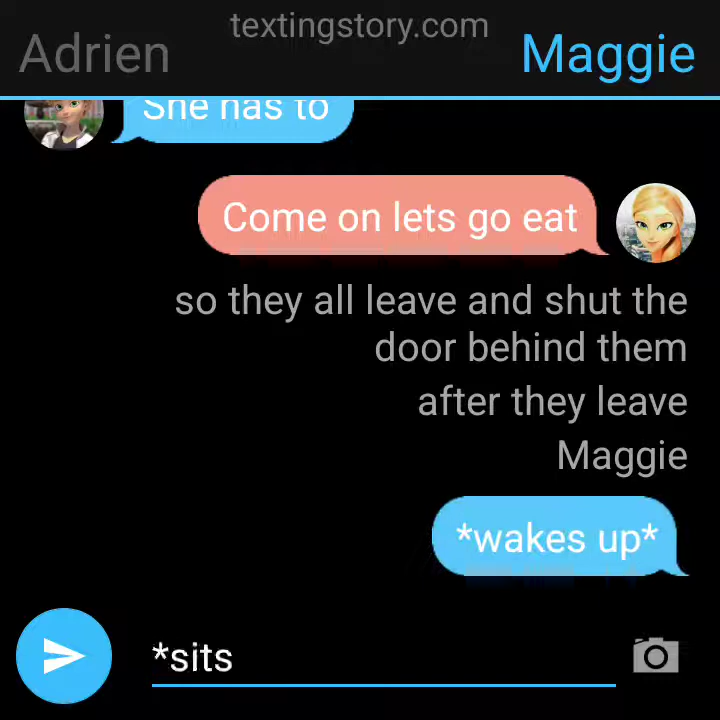 textingstory.com
Adrien
Maggie
She has to
Come on lets go eat
so they all leave and shut the
door behind them
after they leave
Maggie
*wakes up*
*sits